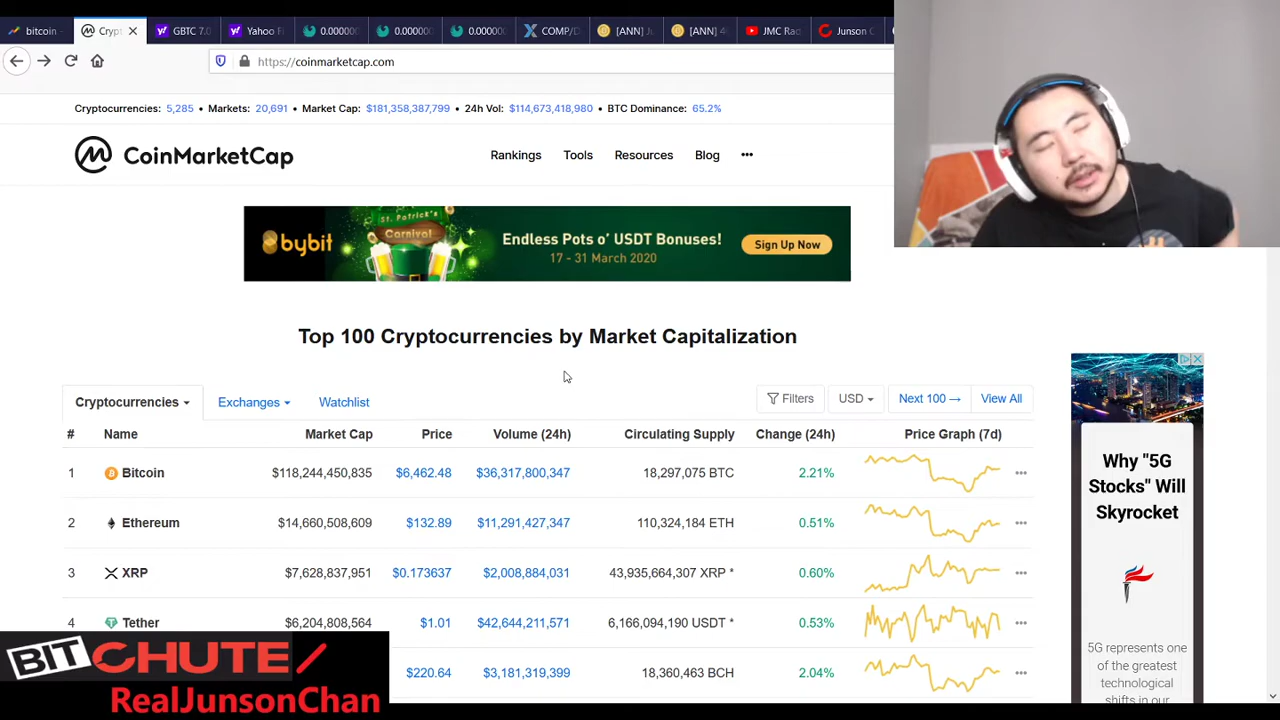 bitcoin
Crypt
GBTC 7.0
Yahoo F
0.000000
0.00000
0.00000
COMP/D
[ANN] J
[ANN] 4
JMC Rad
Junson C
https://coinmarketcap.com
Cryptocurrencies: 5,285 • Markets: 20,691 • Market Cap: $181,358,387,799 • 24h Vol: $114,673,418,980 • BTC Dominance: 65.2%
CoinMarketCap
Rankings Tools Resources Blog •••
bybit
St. Patrick's
Carnival
Endless Pots o' USDT Bonuses!
17 - 31 March 2020
Sign Up Now
Top 100 Cryptocurrencies by Market Capitalization
Cryptocurrencies Exchanges Watchlist Filters USD Next 100 → View All
# Name Market Cap Price Volume (24h) Circulating Supply Change (24h) Price Graph (7d)
1 Bitcoin $118,244,450,835 $6,462.48 $36,317,800,347 18,297,075 BTC 2.21% •••
2 Ethereum $14,660,508,609 $132.89 $11,291,427,347 110,324,184 ETH 0.51% •••
3 XRP $7,628,837,951 $0.173637 $2,008,884,031 43,935,664,307 XRP * 0.60% •••
4 Tether $6,204,808,564 $1.01 $42,644,211,571 6,166,094,190 USDT * 0.53% •••
$220.64 $3,181,319,399 18,360,463 BCH 2.04% •••
Why "5G
Stocks" Will
Skyrocket
5G represents one
of the greatest
technological
shifts in our
BITCHUTE
RealJunsonChan